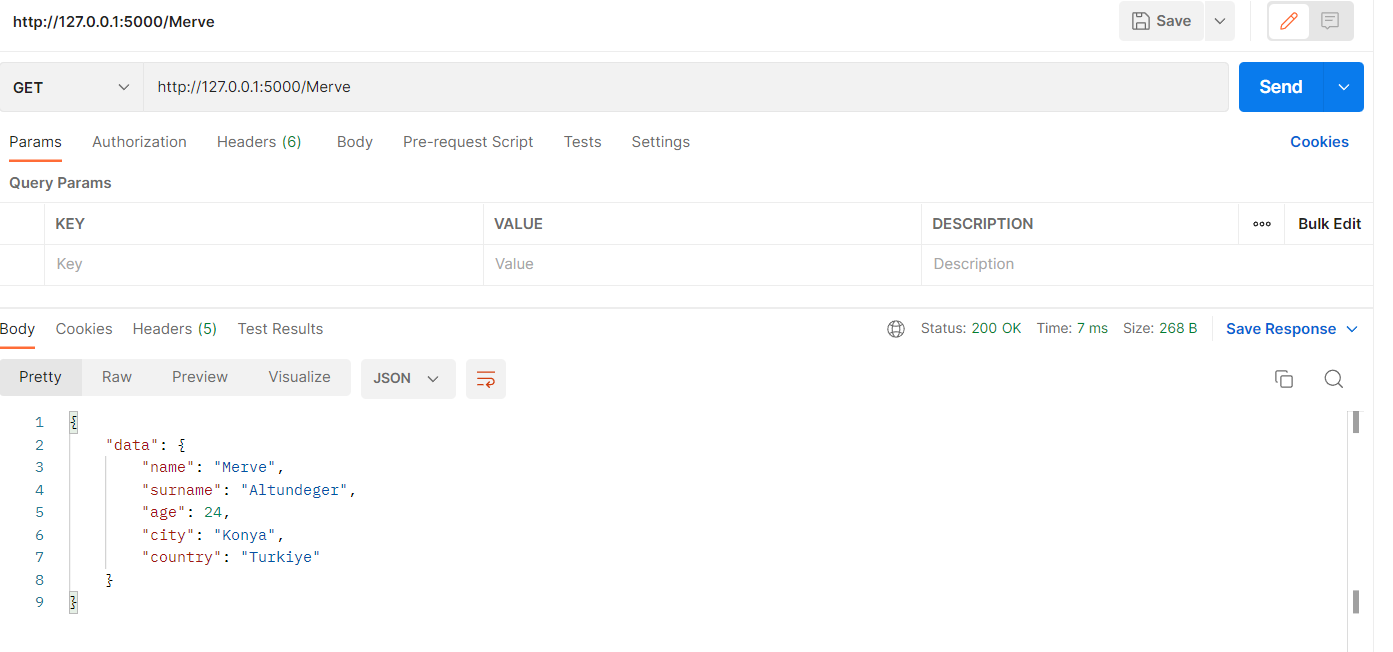 http://127.0.0.1:5000/Merve Save
GET http://127.0.0.1:5000/Merve Send
Params Authorization Headers (6) Body Pre-request Script Tests Settings Cookies
Query Params
KEY VALUE DESCRIPTION ooo Bulk Edit
Key Value Description
Body Cookies Headers (5) Test Results Status: 200 OK Time: 7 ms Size: 268 B Save Response
Pretty Raw Preview Visualize JSON
1 {
2 "data": {
3 "name": "Merve",
4 "surname": "Altundeger",
5 "age": 24,
6 "city": "Konya",
7 "country": "Turkiye"
8 }
9 }